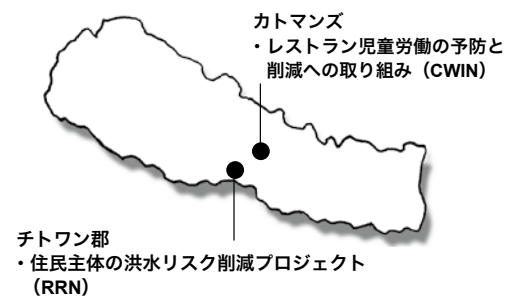 カトマンズ
・レストラン児童労働の予防と
削減への取り組み（CWIN）
チトワン郡
・住民主体の洪水リスク削減プロジェクト
（RRN）